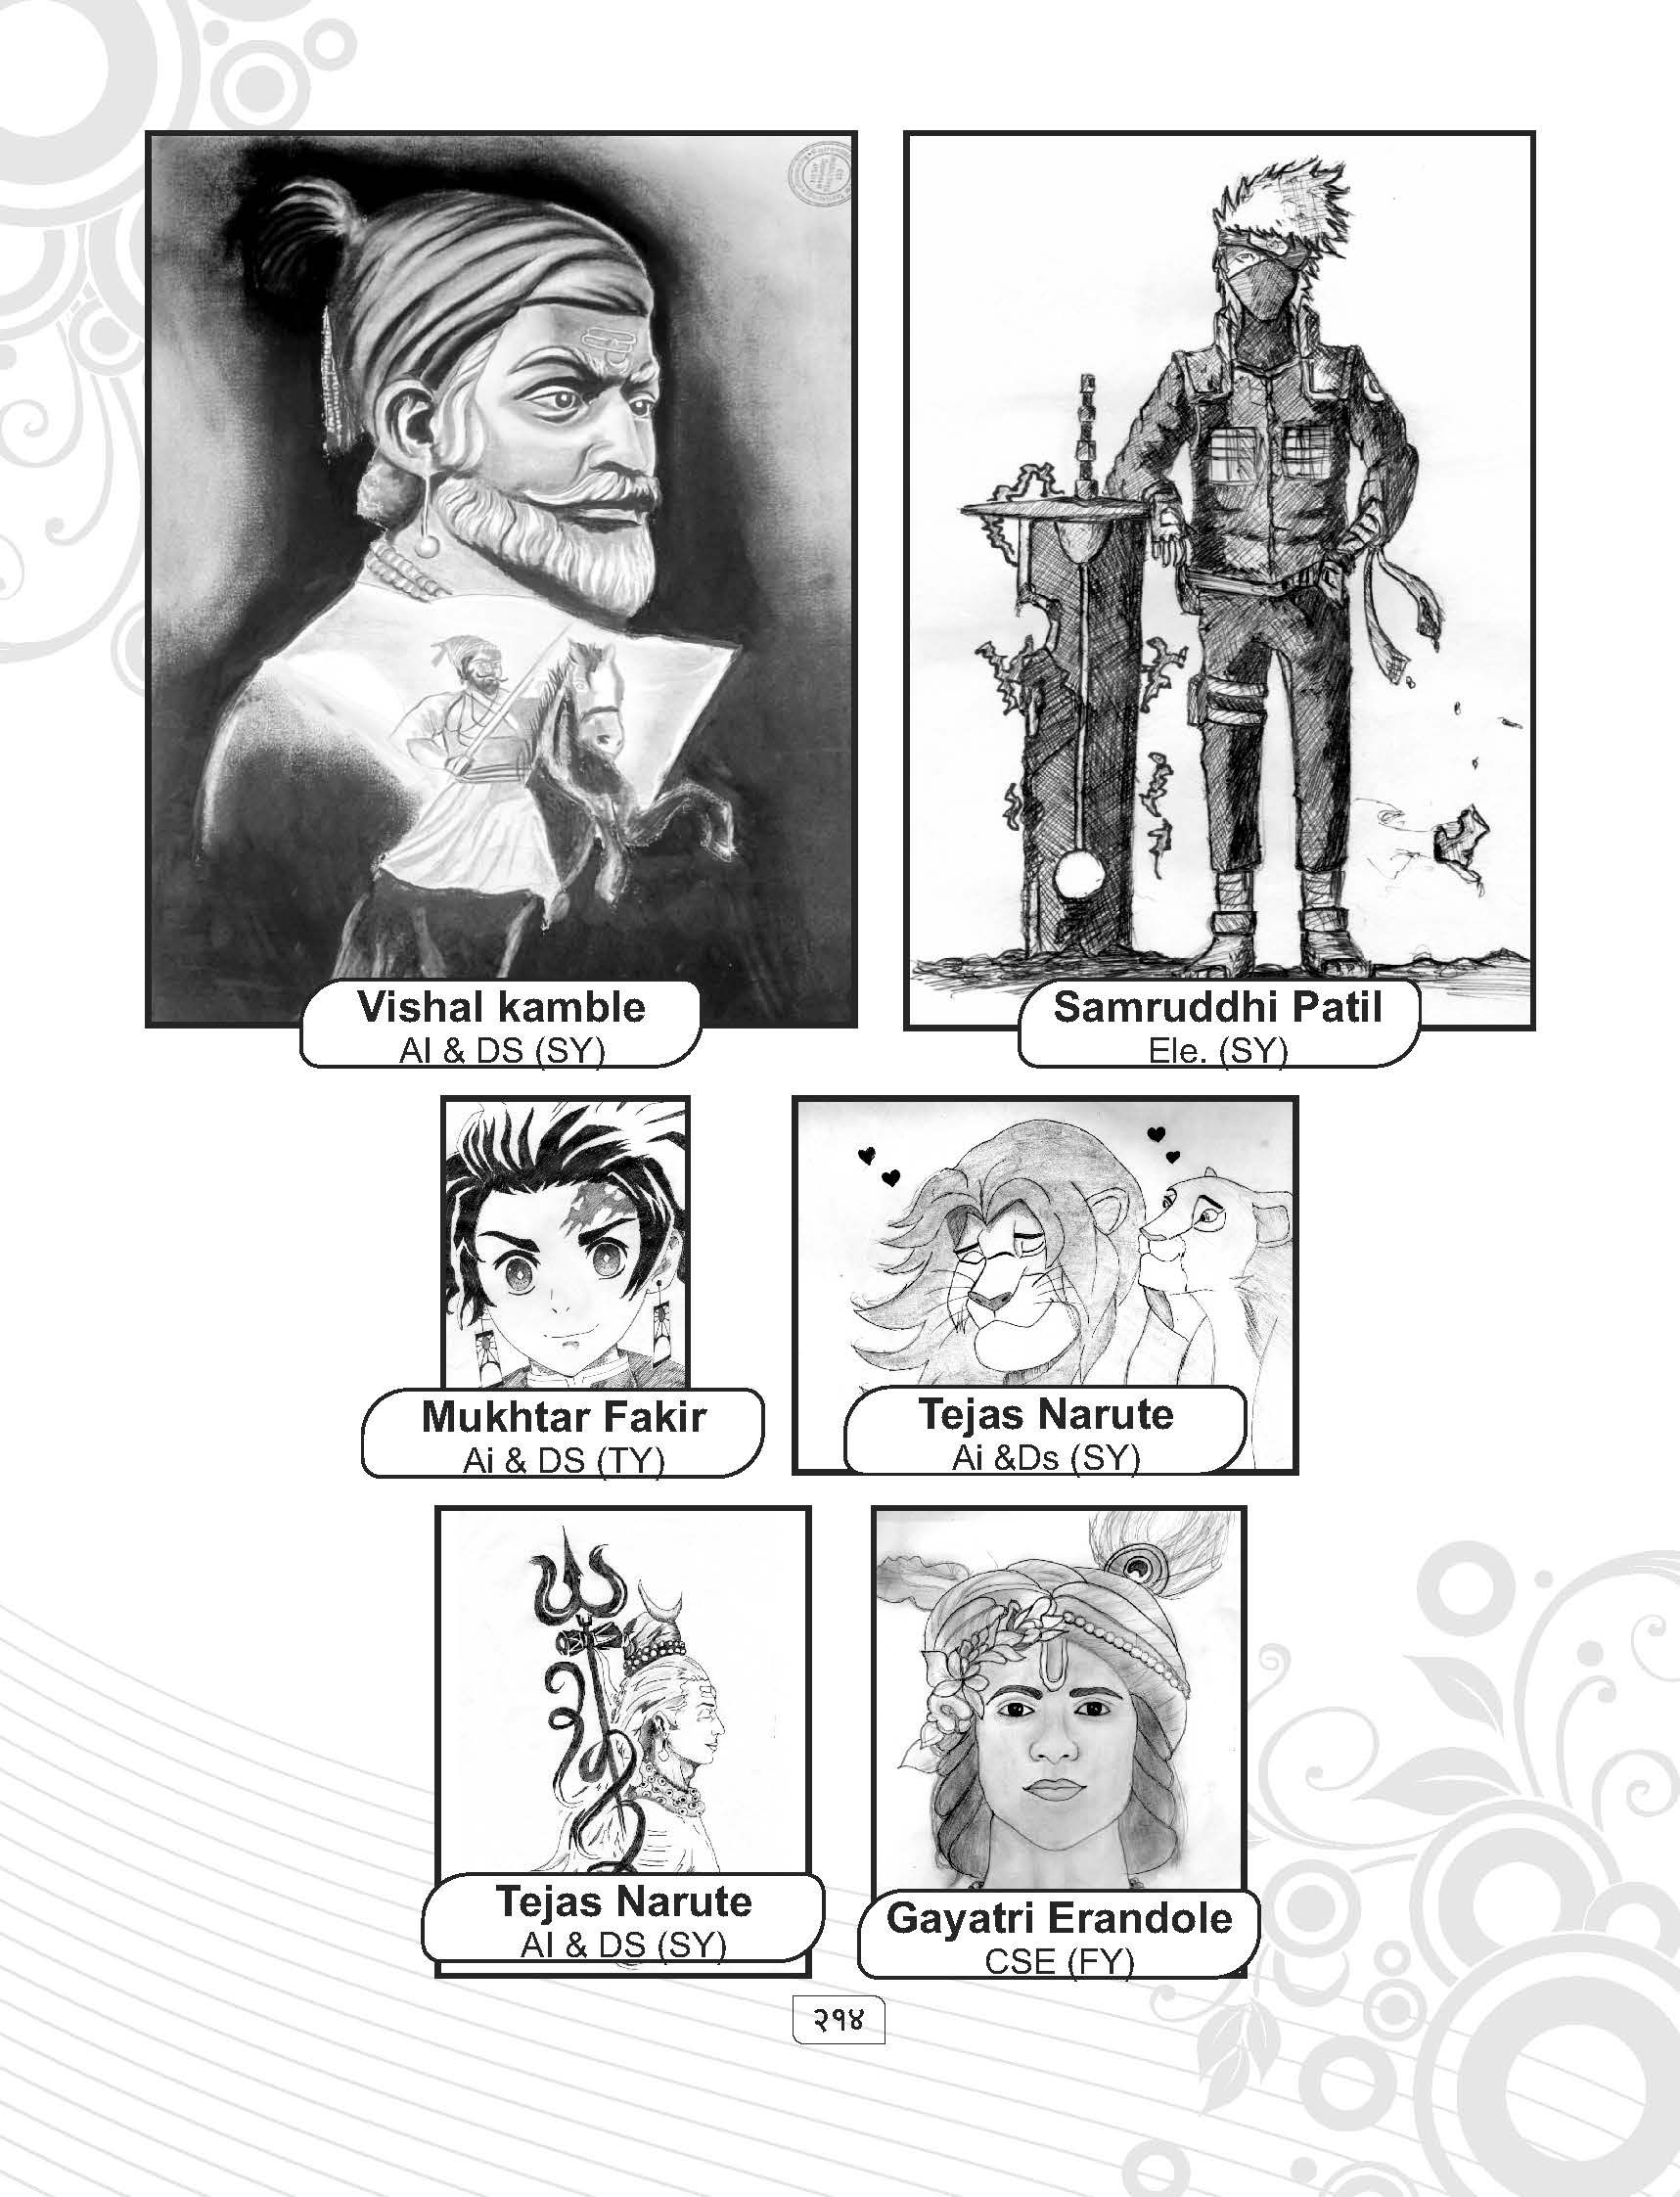 Vishal kamble
AI & DS (SY)
Samruddhi Patil
Ele. (SY)
Mukhtar Fakir
Ai & DS (TY)
Tejas Narute
Ai &Ds (SY)
Tejas Narute
AI & DS (SY)
Gayatri Erandole
CSE (FY)
२१४